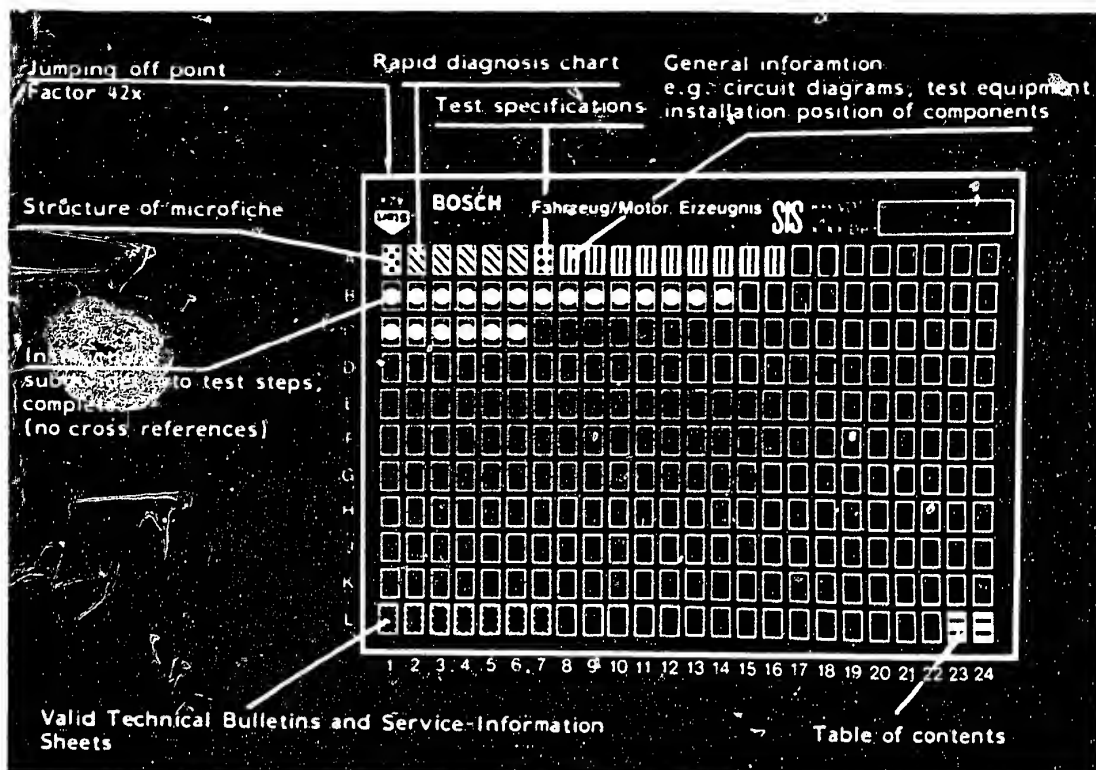 Jumping off point
Factor 42x
Rapid diagnosis chart
Test specifications
General inforamtion
e.g. circuit diagrams, test equipment
installation position of components
Structure of microfiche
BOSCH
Fahrzeug/Motor Erzeugnis
SIS
A
B
D
E
F
G
H
J
K
L
subdivided into test steps,
complete
(no cross references)
1 2 3 4 5 6 7 8 9 10 11 12 13 14 15 16 17 18 19 20 21 22 23 24
Valid Technical Bulletins and Service-Information
Sheets
Table of contents